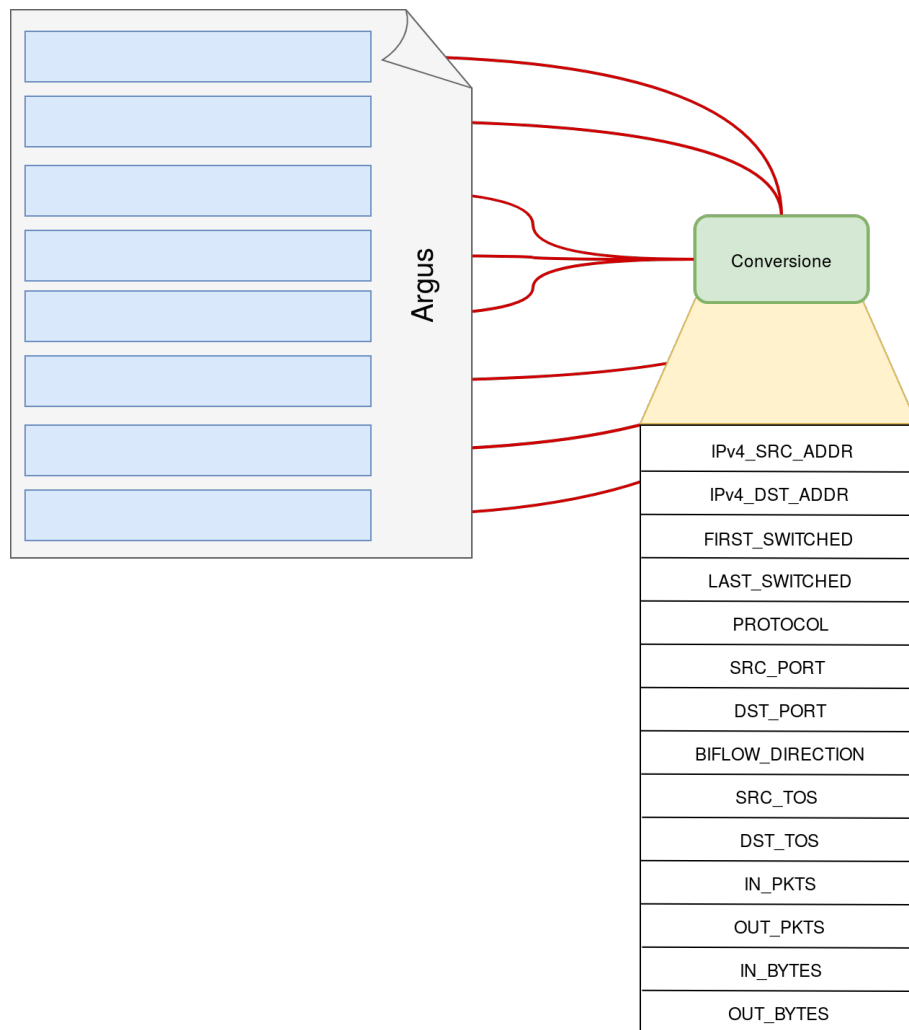 Argus
Conversione
IPv4_SRC_ADDR
IPv4_DST_ADDR
FIRST_SWITCHED
LAST_SWITCHED
PROTOCOL
SRC_PORT
DST_PORT
BIFLOW_DIRECTION
SRC_TOS
DST_TOS
IN_PKTS
OUT_PKTS
IN_BYTES
OUT_BYTES